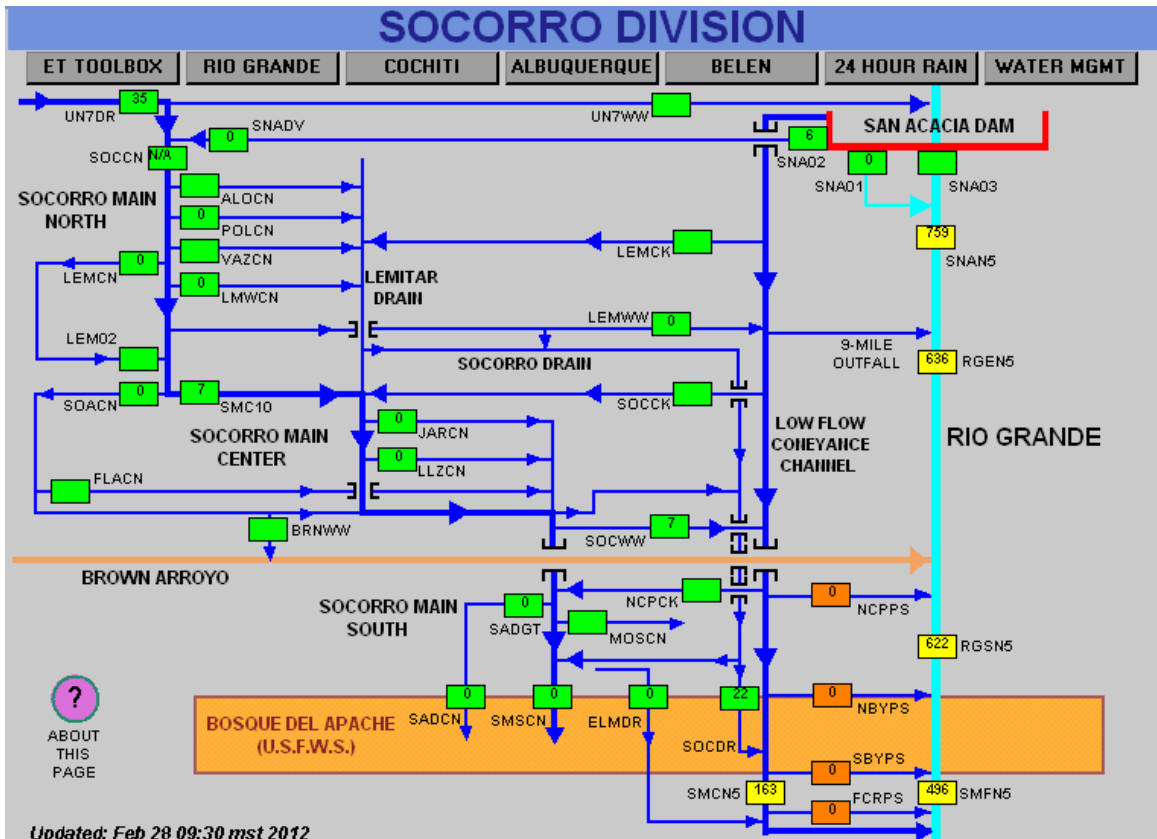 SOCORRO DIVISION
ET TOOLBOX RIO GRANDE COCHITI ALBUQUERQUE BELEN 24 HOUR RAIN WATER MGMT
35
UN7DR
UN7WW
SNADV
0
6
SAN ACACIA DAM
SOCCN
N/A
SNA02
0
SNA01
SNA03
SOCORRO MAIN
NORTH
ALOCN
0
POLCN
759
SNAN5
VAZCN
LEMCK
0
LEMCN
0
LMWCN
LEMITAR
DRAIN
LEMWW
0
LEM02
SOCORRO DRAIN
9-MILE
OUTFALL
636
RGEN5
0
SOACN
7
SMC10
SOCCK
SOCORRO MAIN
CENTER
0
JARCN
0
LLZCN
LOW FLOW
CONEYANCE
CHANNEL
RIO GRANDE
FLACN
BRNWW
SOCWW
7
BROWN ARROYO
SOCORRO MAIN
SOUTH
0
SADGT
NCPCK
MOSCN
0
NCPPS
622
RGSN5
?
ABOUT
THIS
PAGE
BOSQUE DEL APACHE
(U.S.F.W.S.)
0
SADCN
0
SMSCN
0
ELMDR
22
SOCDR
0
NBYPS
0
SBYPS
SMCN5
163
0
FCRPS
496
SMFN5
Updated: Feb 28 09:30 mst 2012